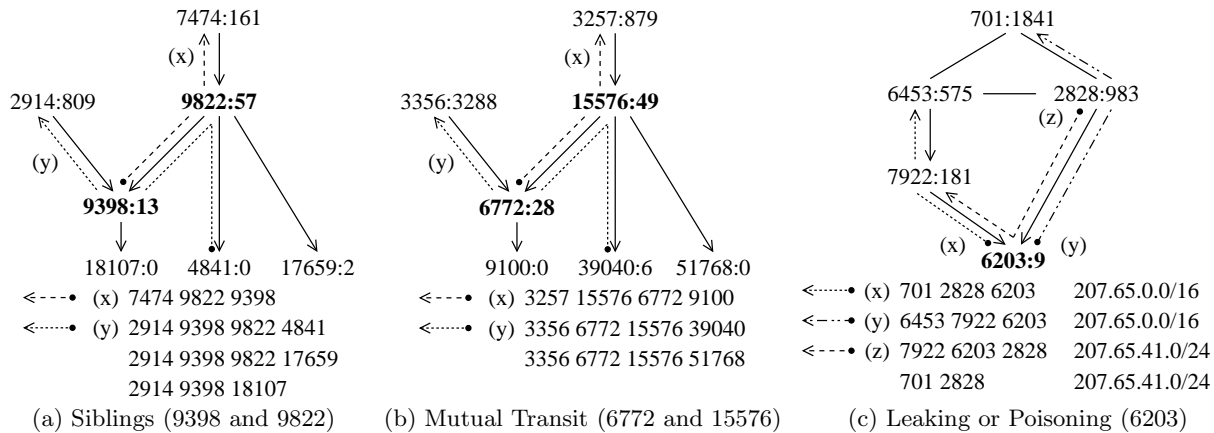 7474:161
(x)
2914:809
9822:57
(y)
9398:13
18107:0
4841:0
17659:2
(x) 7474 9822 9398
(y) 2914 9398 9822 4841
2914 9398 9822 17659
2914 9398 18107
(a) Siblings (9398 and 9822)
3257:879
(x)
3356:3288
15576:49
(y)
6772:28
9100:0
39040:6
51768:0
(x) 3257 15576 6772 9100
(y) 3356 6772 15576 39040
3356 6772 15576 51768
(b) Mutual Transit (6772 and 15576)
701:1841
6453:575
2828:983
(z)
7922:181
(x)
(y)
6203:9
(x) 701 2828 6203 207.65.0.0/16
(y) 6453 7922 6203 207.65.0.0/16
(z) 7922 6203 2828 207.65.41.0/24
701 2828 207.65.41.0/24
(c) Leaking or Poisoning (6203)